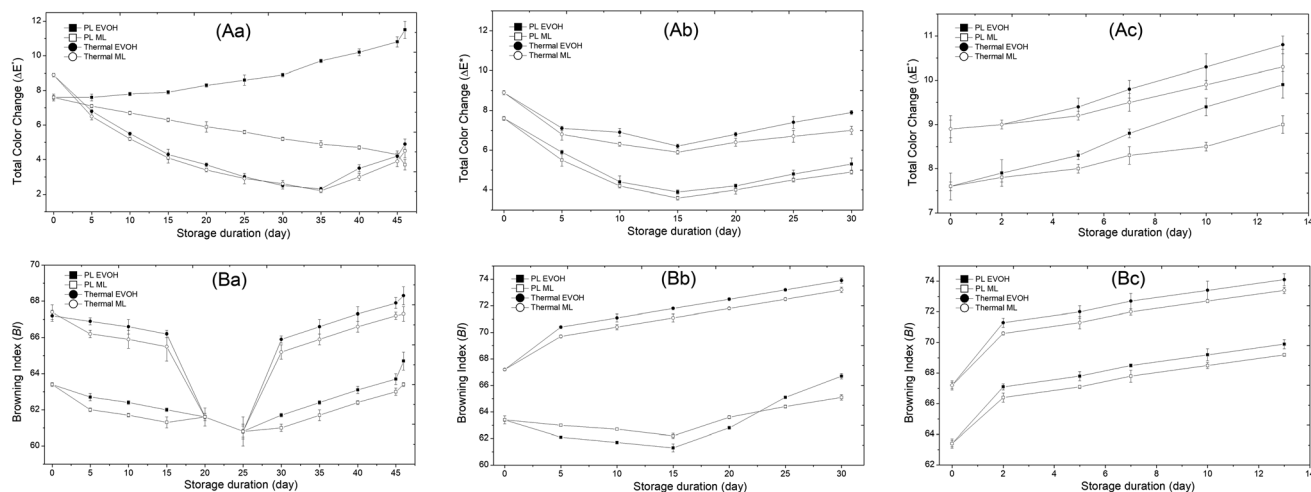 (Aa)
PL EVOH
PL ML
Thermal EVOH
Thermal ML
Total Color Change (ΔE*)
12
10
8
6
4
2
0 5 10 15 20 25 30 35 40 45
Storage duration (day)
(Ab)
PL EVOH
PL ML
Thermal EVOH
Thermal ML
Total Color Change (ΔE*)
12
10
8
6
4
0 5 10 15 20 25 30
Storage duration (day)
(Ac)
PL EVOH
PL ML
Thermal EVOH
Thermal ML
Total Color Change (ΔE*)
11
10
9
8
7
0 2 4 6 8 10 12 14
Storage duration (day)
(Ba)
PL EVOH
PL ML
Thermal EVOH
Thermal ML
Browning Index (BI)
70
68
66
64
62
60
0 5 10 15 20 25 30 35 40 45
Storage duration (day)
(Bb)
PL EVOH
PL ML
Thermal EVOH
Thermal ML
Browning Index (BI)
74
72
70
68
66
64
62
60
0 5 10 15 20 25 30
Storage duration (day)
(Bc)
PL EVOH
PL ML
Thermal EVOH
Thermal ML
Browning Index (BI)
74
72
70
68
66
64
62
0 2 4 6 8 10 12 14
Storage duration (day)